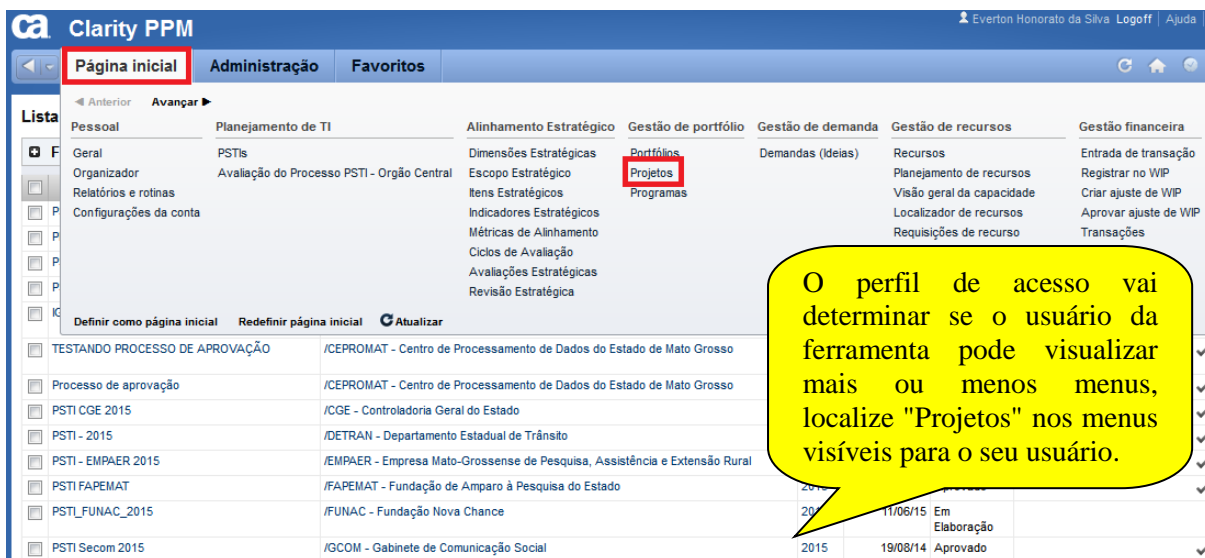 ca Clarity PPM
Everton Honorato da Silva Logoff | Ajuda
Página inicial Administração Favoritos
Anterior Avançar
Lista
Pessoal Planejamento de TI Alinhamento Estratégico Gestão de portfólio Gestão de demanda Gestão de recursos Gestão financeira
F Geral PSTIs Dimensões Estratégicas Portfólios Demandas (Ideias) Recursos Entrada de transação
Organizador Avaliação do Processo PSTI - Orgão Central Escopo Estratégico Projetos Planejamento de recursos Registrar no WIP
Relatórios e rotinas Itens Estratégicos Programas Visão geral da capacidade Criar ajuste de WIP
P Configurações da conta Indicadores Estratégicos Localizador de recursos Aprovar ajuste de WIP
P Métricas de Alinhamento Requisições de recurso Transações
P Ciclos de Avaliação
Avaliações Estratégicas
P Revisão Estratégica
Definir como página inicial Redefinir página inicial Atualizar
TESTANDO PROCESSO DE APROVAÇÃO /CEPROMAT - Centro de Processamento de Dados do Estado de Mato Grosso
Processo de aprovação /CEPROMAT - Centro de Processamento de Dados do Estado de Mato Grosso
PSTI CGE 2015 /CGE - Controladoria Geral do Estado
PSTI - 2015 /DETRAN - Departamento Estadual de Trânsito
PSTI - EMPAER 2015 /EMPAER - Empresa Mato-Grossense de Pesquisa, Assistência e Extensão Rural
PSTI FAPEMAT /FAPEMAT - Fundação de Amparo à Pesquisa do Estado
PSTI_FUNAC_2015 /FUNAC - Fundação Nova Chance 11/06/15 Em
Elaboração
PSTI Secom 2015 /GCOM - Gabinete de Comunicação Social 2015 19/08/14 Aprovado
O perfil de acesso vai
determinar se o usuário da
ferramenta pode visualizar
mais ou menos menus,
localize "Projetos" nos menus
visíveis para o seu usuário.